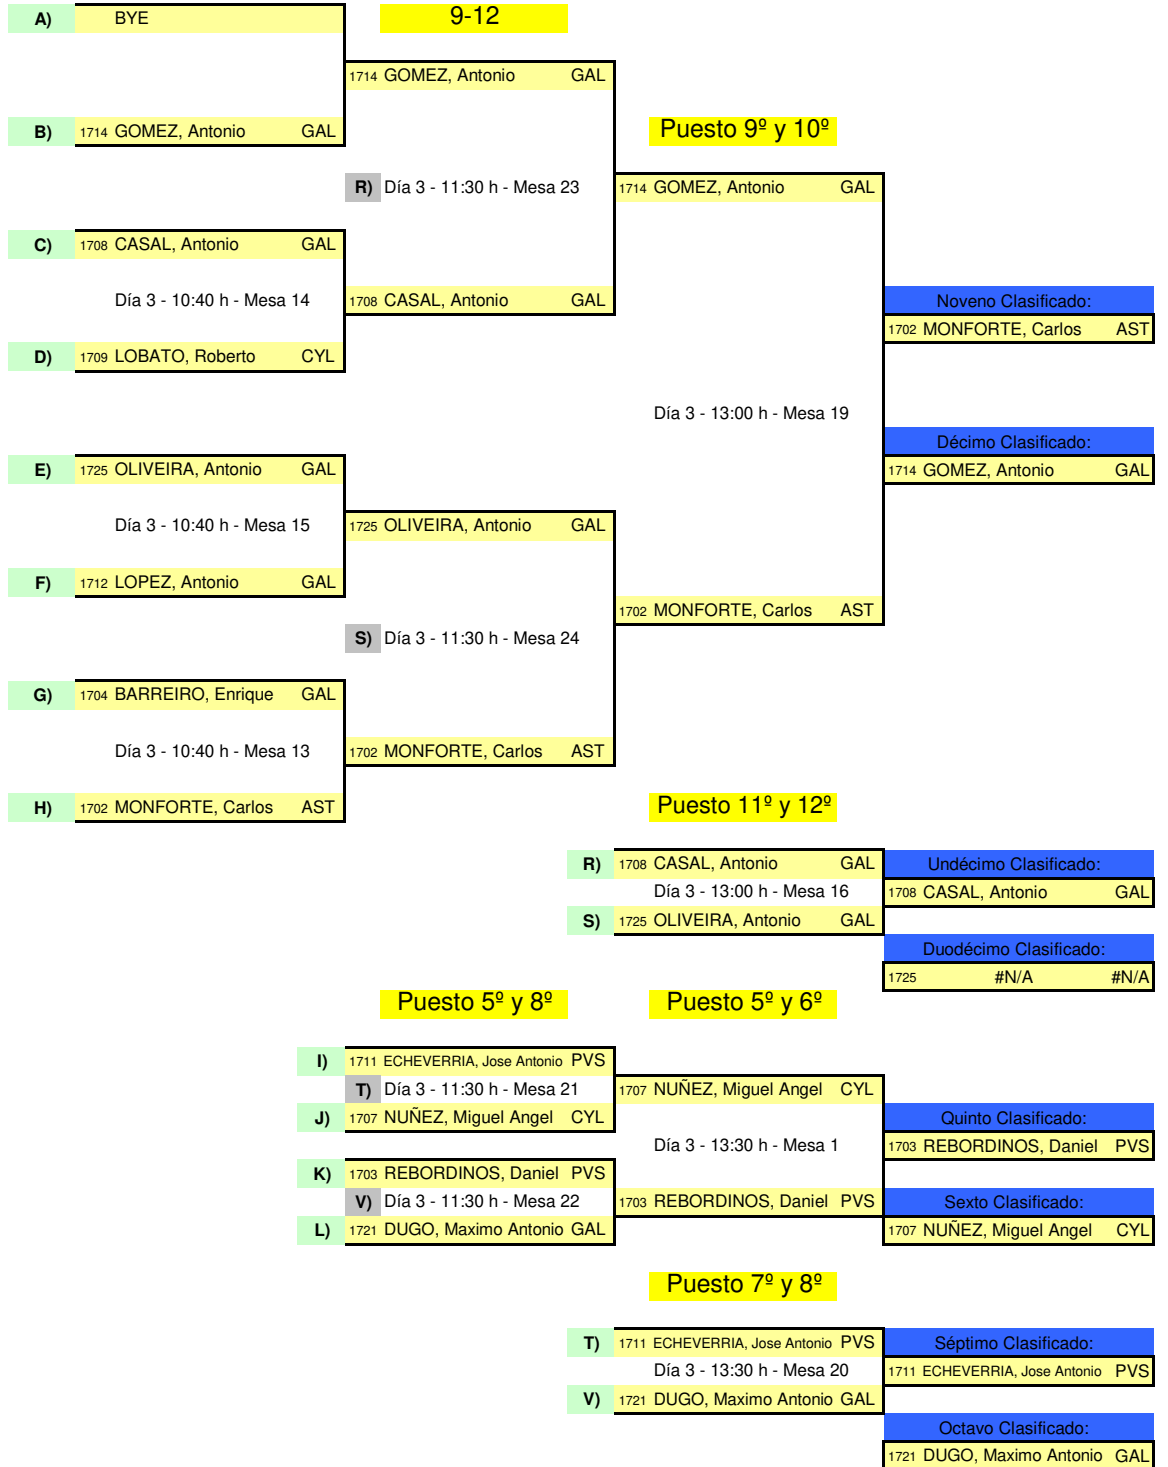 A) BYE 9-12
1714 GOMEZ, Antonio GAL
B) 1714 GOMEZ, Antonio GAL Puesto 9º y 10º
R) Día 3 - 11:30 h - Mesa 23 1714 GOMEZ, Antonio GAL
C) 1708 CASAL, Antonio GAL
Día 3 - 10:40 h - Mesa 14 1708 CASAL, Antonio GAL Noveno Clasificado:
1702 MONFORTE, Carlos AST
D) 1709 LOBATO, Roberto CYL
Día 3 - 13:00 h - Mesa 19
Décimo Clasificado:
E) 1725 OLIVEIRA, Antonio GAL 1714 GOMEZ, Antonio GAL
Día 3 - 10:40 h - Mesa 15 1725 OLIVEIRA, Antonio GAL
F) 1712 LOPEZ, Antonio GAL
1702 MONFORTE, Carlos AST
S) Día 3 - 11:30 h - Mesa 24
G) 1704 BARREIRO, Enrique GAL
Día 3 - 10:40 h - Mesa 13 1702 MONFORTE, Carlos AST
H) 1702 MONFORTE, Carlos AST Puesto 11º y 12º
R) 1708 CASAL, Antonio GAL Undécimo Clasificado:
Día 3 - 13:00 h - Mesa 16 1708 CASAL, Antonio GAL
S) 1725 OLIVEIRA, Antonio GAL
Duodécimo Clasificado:
1725 #N/A #N/A
Puesto 5º y 8º Puesto 5º y 6º
I) 1711 ECHEVERRIA, Jose Antonio PVS
T) Día 3 - 11:30 h - Mesa 21 1707 NUÑEZ, Miguel Angel CYL
J) 1707 NUÑEZ, Miguel Angel CYL Quinto Clasificado:
Día 3 - 13:30 h - Mesa 1 1703 REBORDINOS, Daniel PVS
K) 1703 REBORDINOS, Daniel PVS
V) Día 3 - 11:30 h - Mesa 22 1703 REBORDINOS, Daniel PVS Sexto Clasificado:
L) 1721 DUGO, Maximo Antonio GAL 1707 NUÑEZ, Miguel Angel CYL
Puesto 7º y 8º
T) 1711 ECHEVERRIA, Jose Antonio PVS Séptimo Clasificado:
Día 3 - 13:30 h - Mesa 20 1711 ECHEVERRIA, Jose Antonio PVS
V) 1721 DUGO, Maximo Antonio GAL
Octavo Clasificado:
1721 DUGO, Maximo Antonio GAL